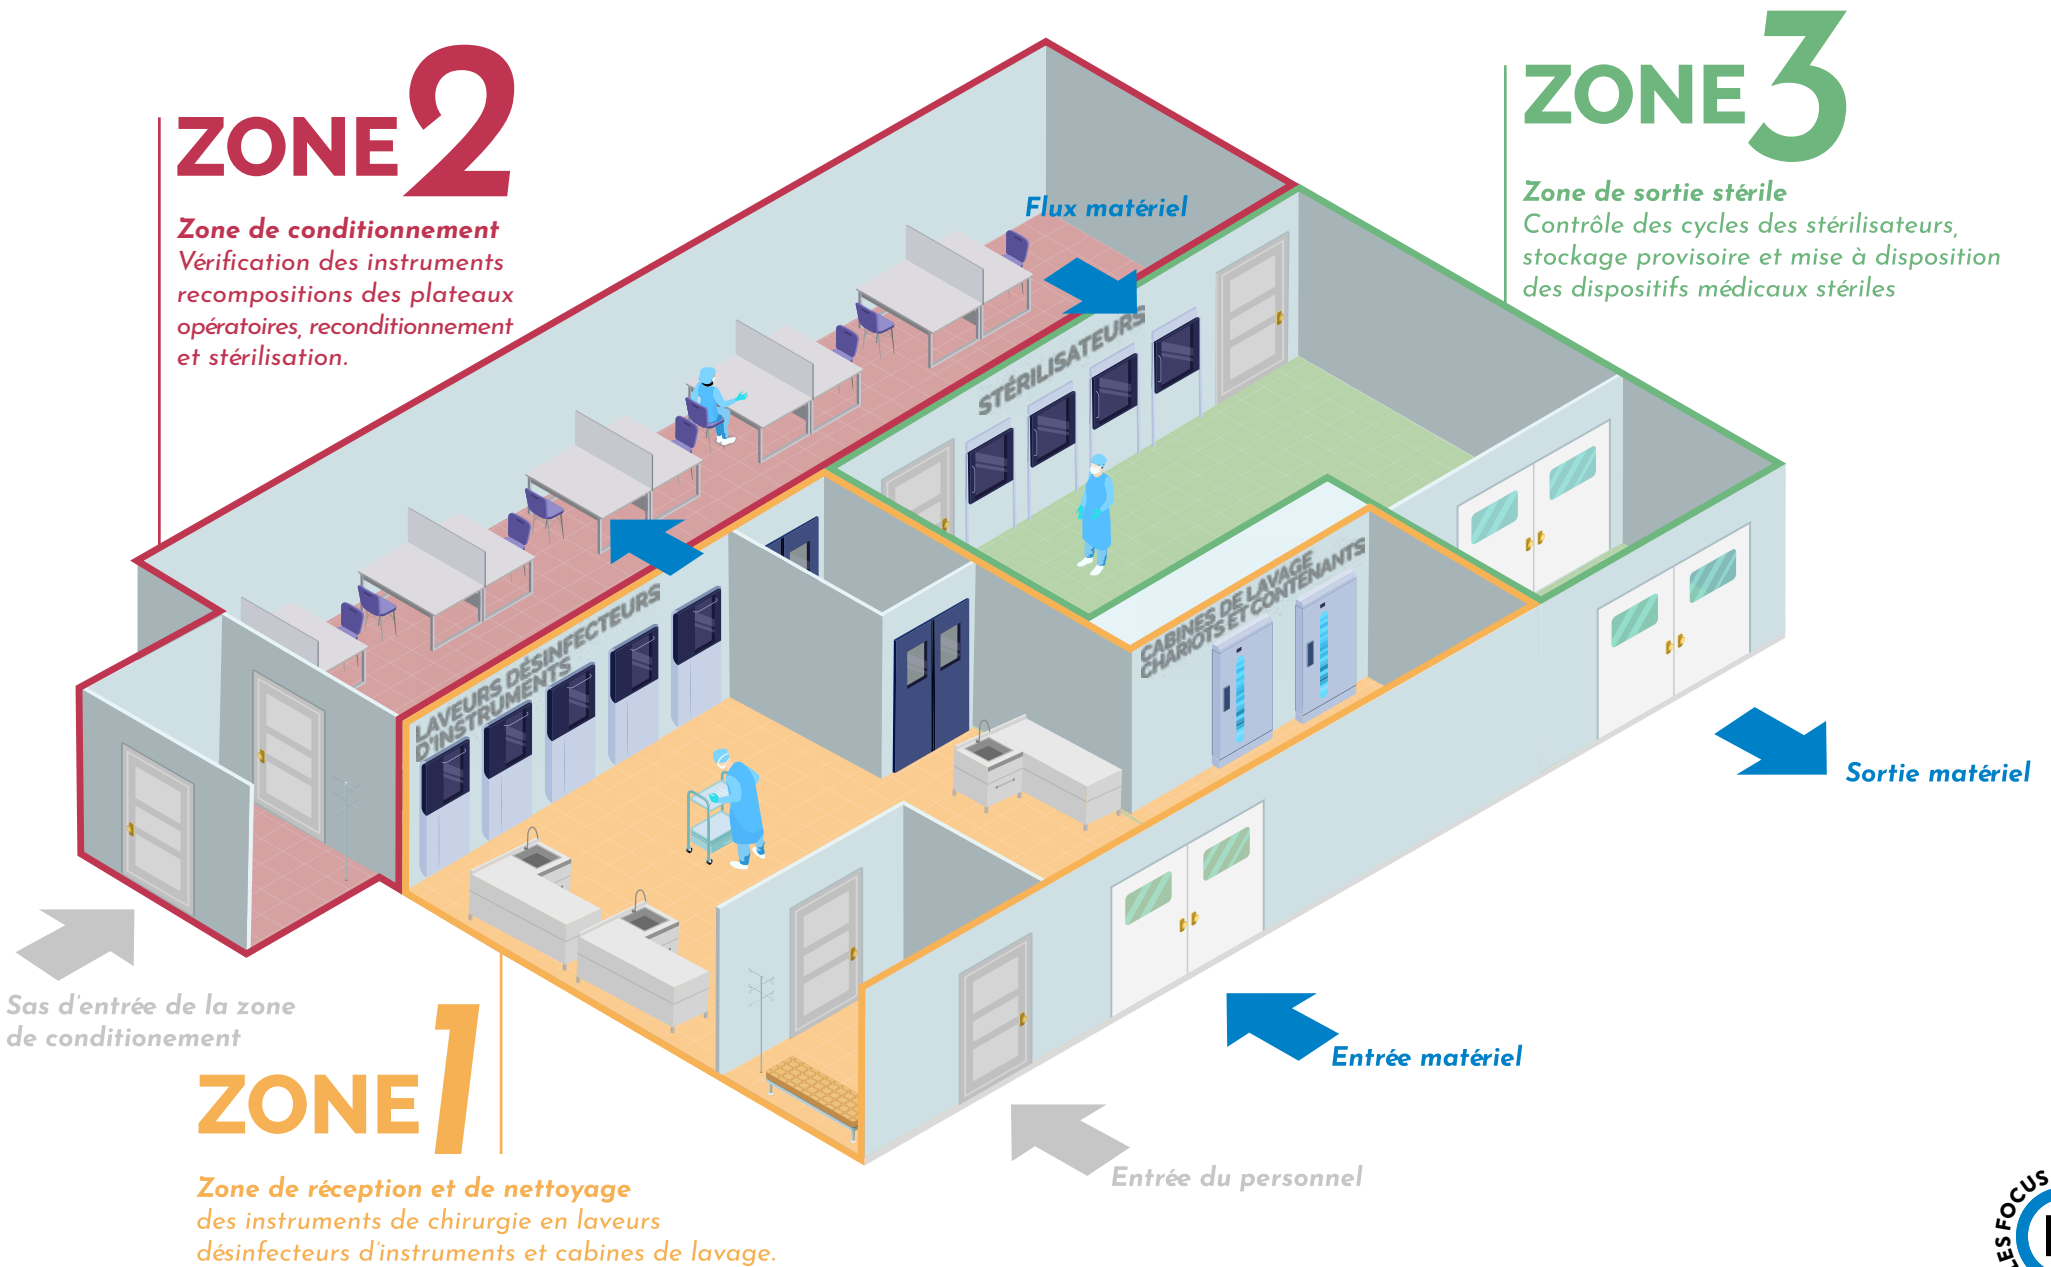 ZONE 2
Zone de conditionnement
Vérification des instruments
recompositions des plateaux
opératoires, reconditionnement
et stérilisation.
ZONE 3
Zone de sortie stérile
Contrôle des cycles des stérilisateurs,
stockage provisoire et mise à disposition
des dispositifs médicaux stériles
Flux matériel
STÉRILISATEURS
LAVEURS DÉSINFECTEURS
D'INSTRUMENTS
CABINES DE LAVAGE
CHARIOTS ET CONTENANTS
Sortie matériel
Sas d'entrée de la zone
de conditionement
Entrée matériel
Entrée du personnel
ZONE 1
Zone de réception et de nettoyage
des instruments de chirurgie en laveurs
désinfecteurs d'instruments et cabines de lavage.
LES FOCUS